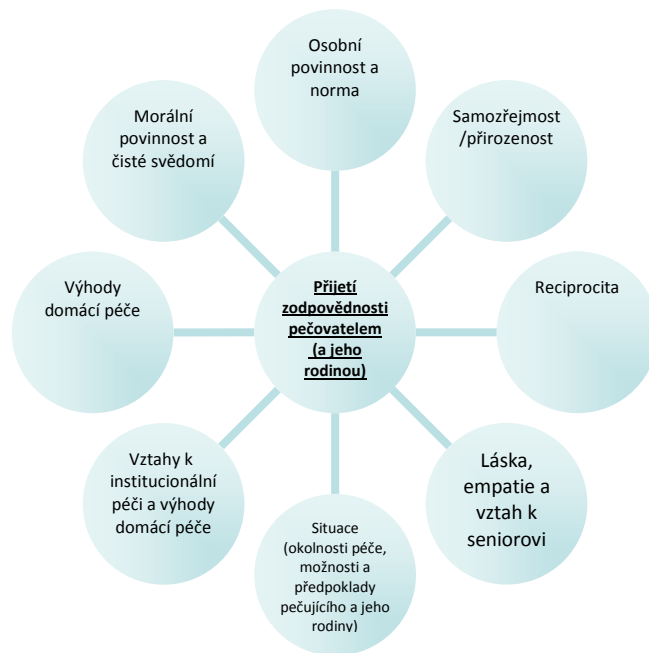 Osobní
povinnost a
norma
Samozřejmost
/přirozenost
Reciprocita
Láska,
empatie a
vztah k
seniorovi
Situace
(okolnosti péče,
možnosti a
předpoklady
pečujícího a jeho
rodiny)
Vztahy k
institucionální
péči a výhody
domácí péče
Výhody
domácí péče
Morální
povinnost a
čisté svědomí
Přijetí
zodpovědnosti
pečovatelem
(a jeho
rodinou)